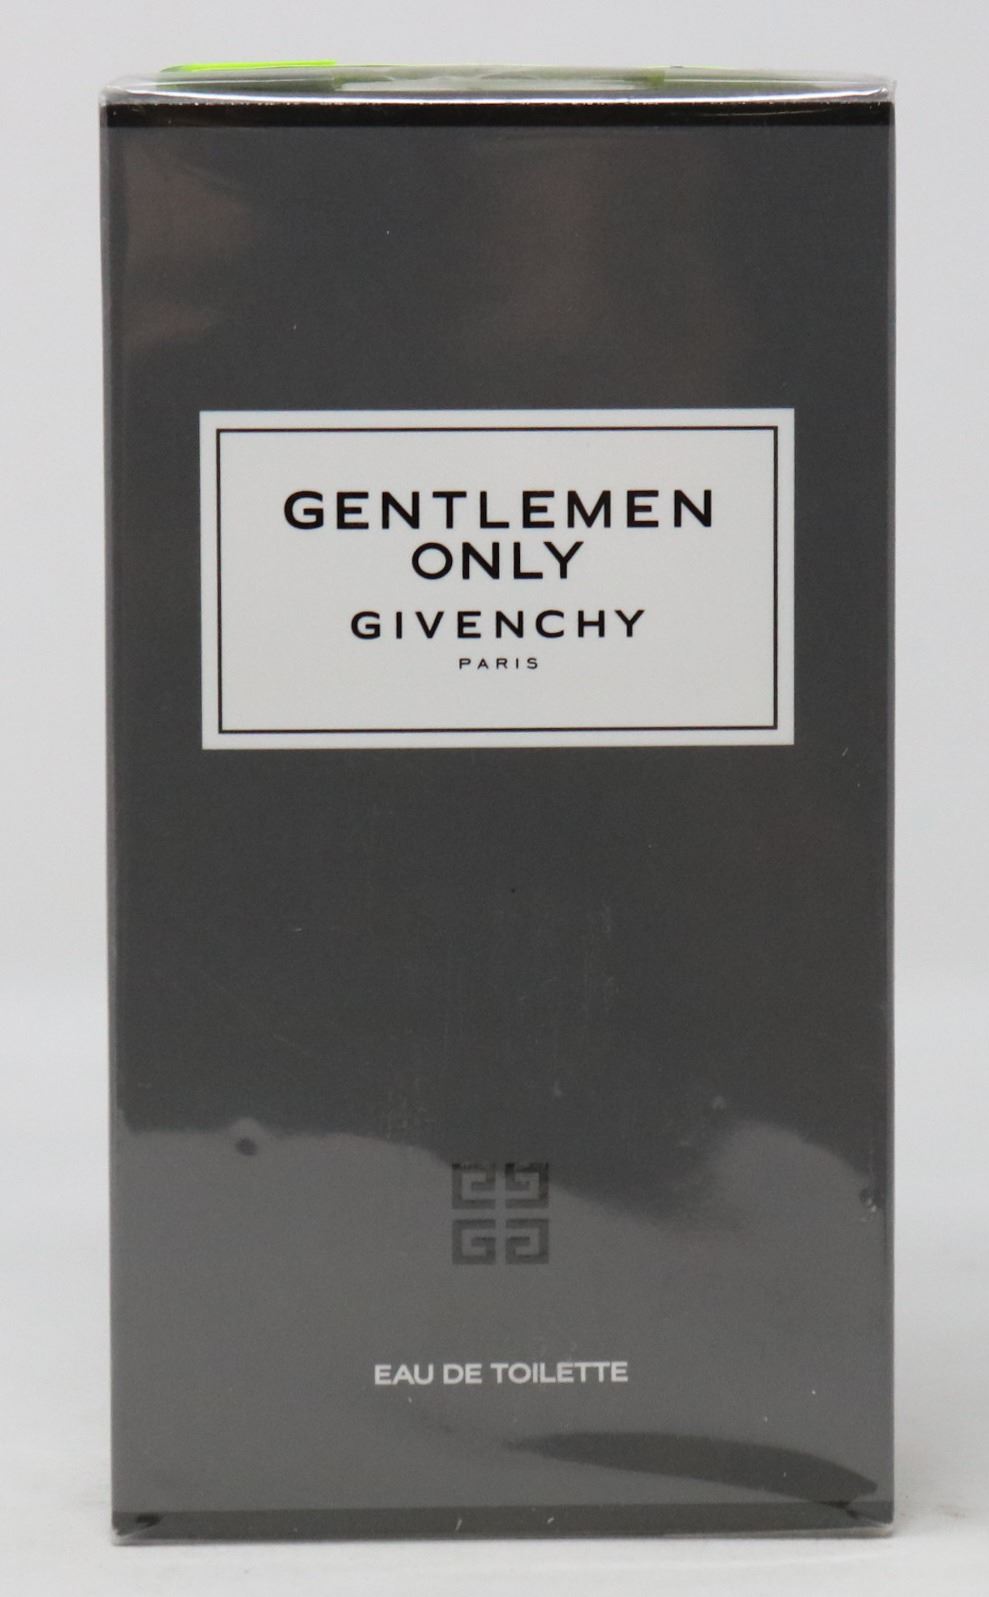 GENTLEMEN
ONLY
GIVENCHY
PARIS
EAU DE TOILETTE